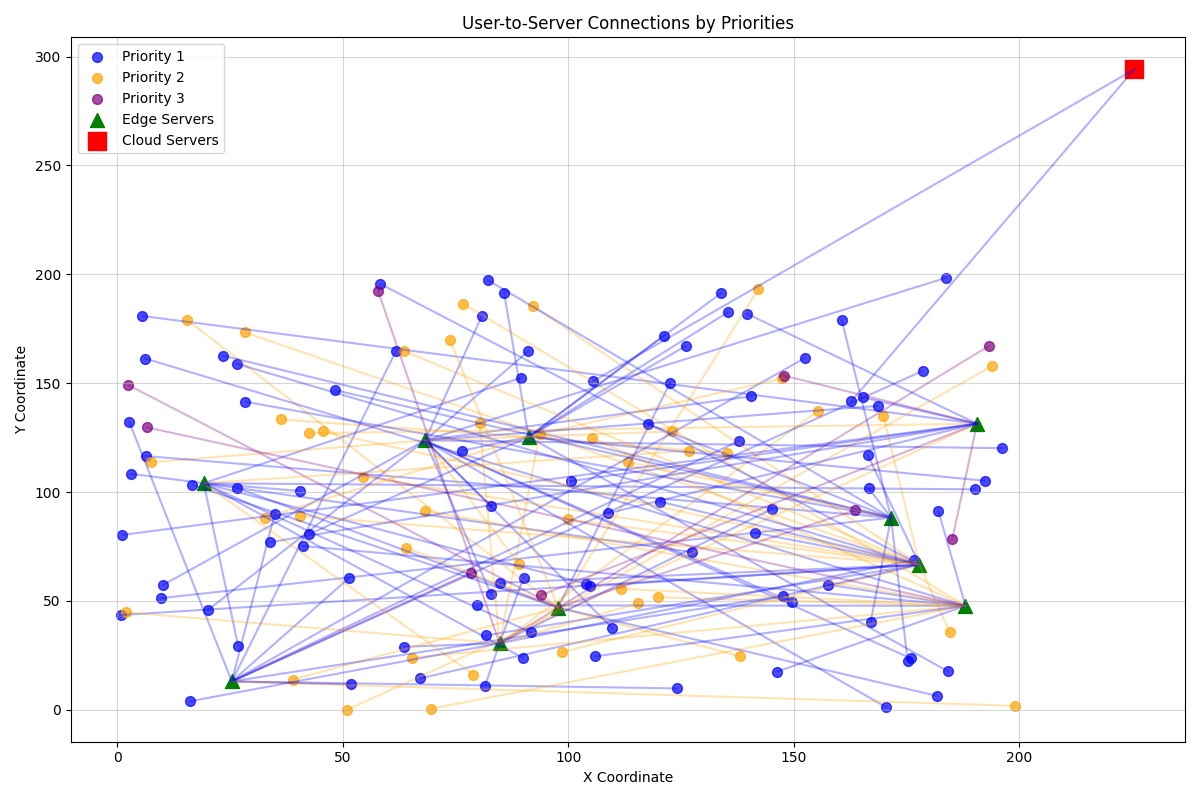 User-to-Server Connections by Priorities
Priority 1
Priority 2
Priority 3
Edge Servers
Cloud Servers
Y Coordinate
300
250
200
150
100
50
0
0
50
100
150
200
X Coordinate